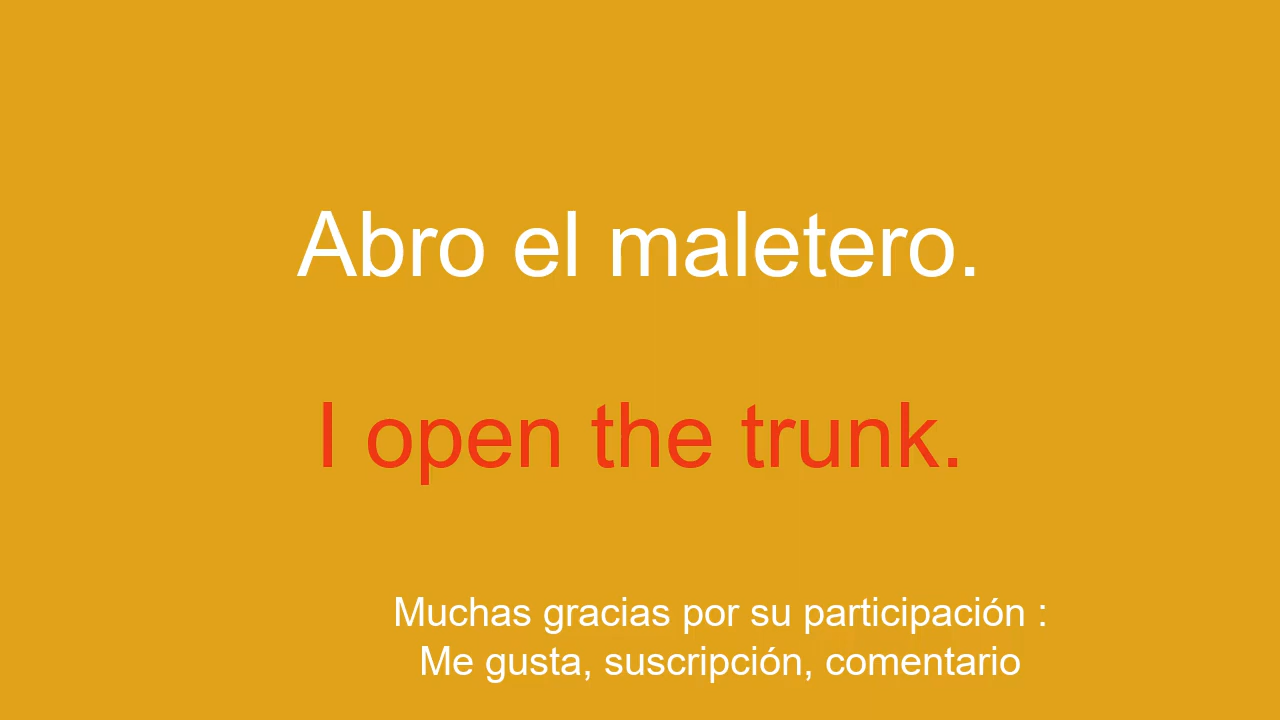 Abro el maletero.
I open the trunk.
Muchas gracias por su participación :
Me gusta, suscripción, comentario